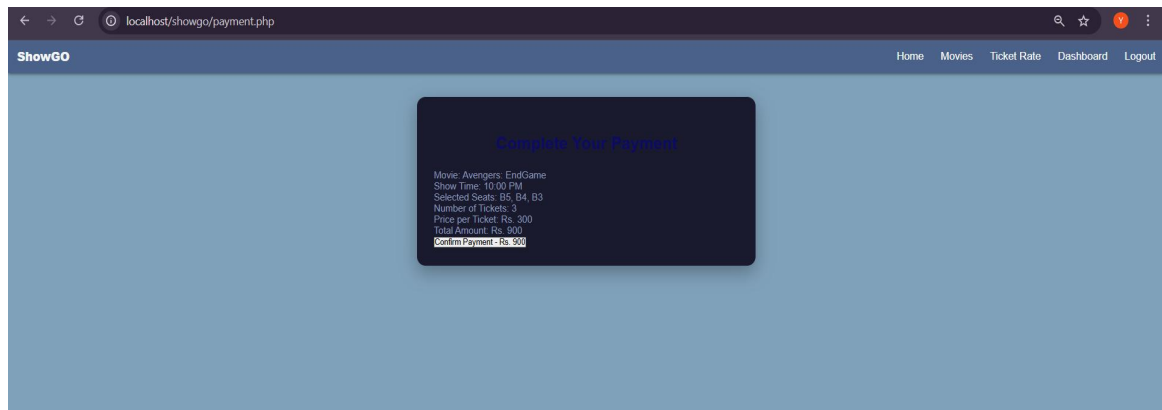 localhost/showgo/payment.php
Y
ShowGO
Home Movies Ticket Rate Dashboard Logout
Complete Your Payment
Movie: Avengers: EndGame
Show Time: 10:00 PM
Selected Seats: B5, B4, B3
Number of Tickets: 3
Price per Ticket: Rs. 300
Total Amount: Rs. 900
Confirm Payment - Rs. 900